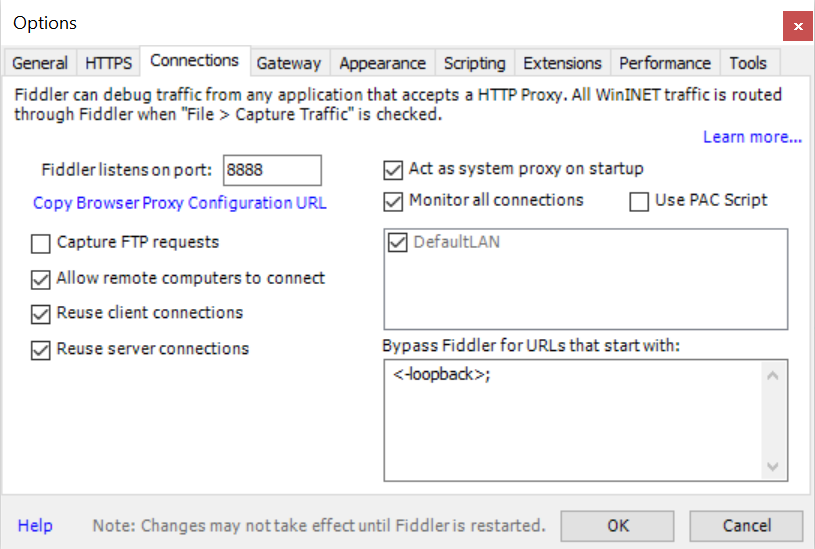 Options
General HTTPS Connections Gateway Appearance Scripting Extensions Performance Tools
Fiddler can debug traffic from any application that accepts a HTTP Proxy. All WinINET traffic is routed
through Fiddler when "File > Capture Traffic" is checked.
Learn more...
Fiddler listens on port: 8888
Copy Browser Proxy Configuration URL
Capture FTP requests
Allow remote computers to connect
Reuse client connections
Reuse server connections
Act as system proxy on startup
Monitor all connections Use PAC Script
DefaultLAN
Bypass Fiddler for URLs that start with:
<-loopback>;
Help Note: Changes may not take effect until Fiddler is restarted. OK Cancel